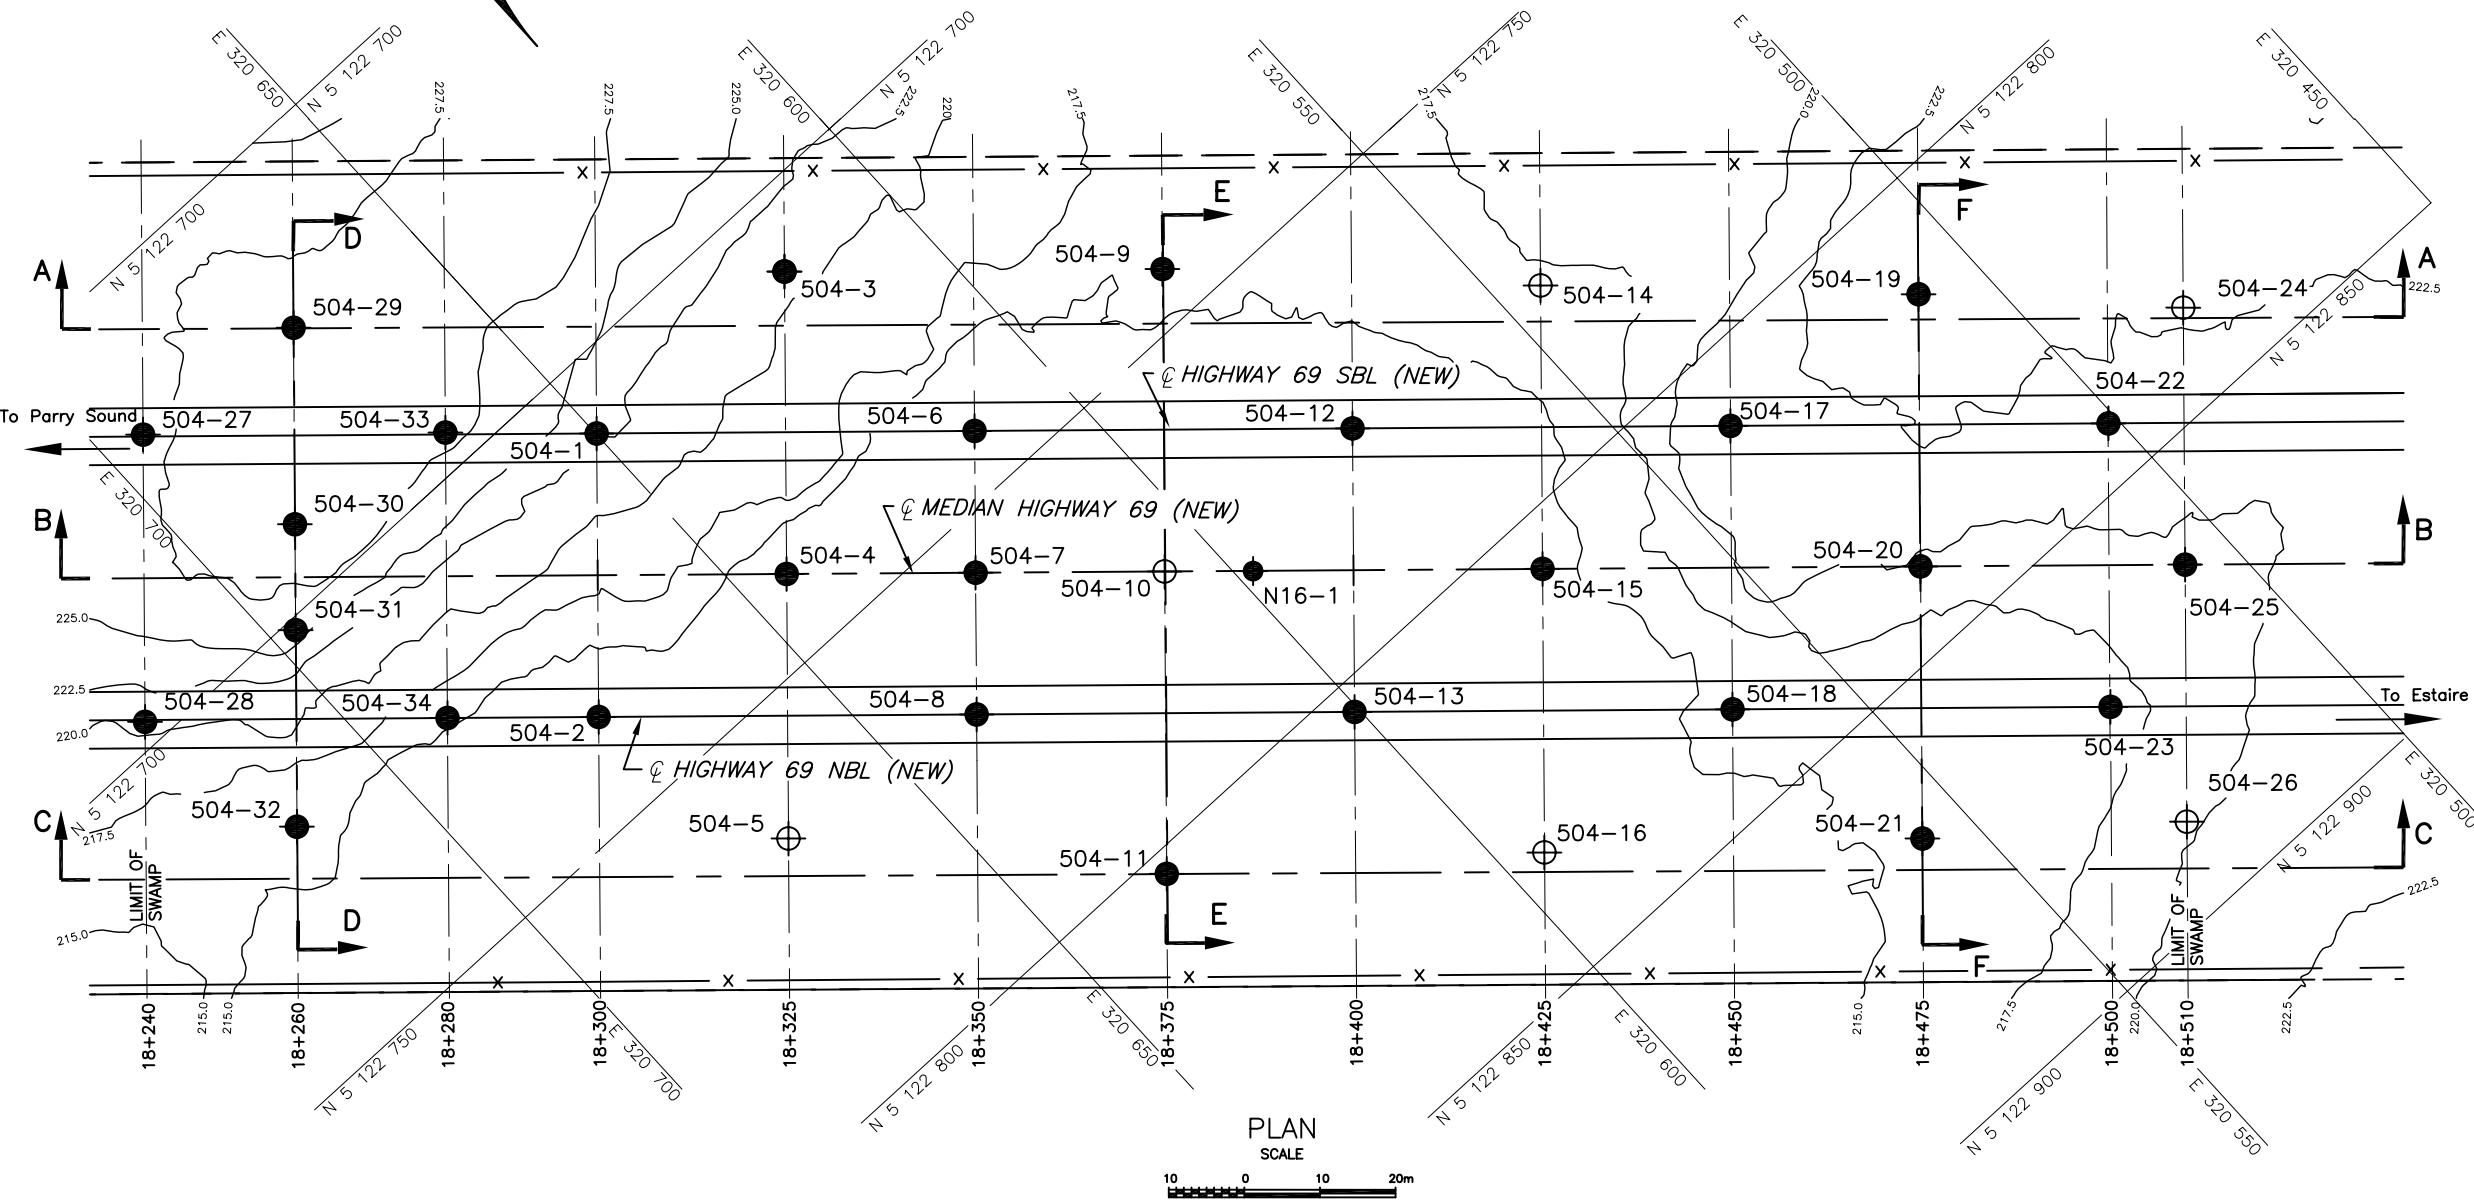 E 320 650
N 5 122 700
E 320 600
N 5 122 700
E 320 550
N 5 122 750
E 320 500
N 5 122 800
E 320 450
227.5
227.5
225.0
222.5
220
217.5
217.5
220.0
222.5
x x x x x x x x
N 5 122 700
D
E
F
A
504-29
504-3
504-9
504-14
504-19
504-24
222.5
A
N 5 122 850
℄ HIGHWAY 69 SBL (NEW)
To Parry Sound
504-27
504-33
504-1
504-6
504-12
504-17
504-22
E 320 700
B
504-30
℄ MEDIAN HIGHWAY 69 (NEW)
B
504-4
504-7
504-10
N16-1
504-15
504-20
504-25
225.0
504-31
222.5
504-28
504-34
504-2
504-8
504-13
504-18
504-23
To Estaire
220.0
℄ HIGHWAY 69 NBL (NEW)
N 5 122 700
E 320 500
217.5
C
504-32
504-5
504-11
504-16
504-21
504-26
N 5 122 900
C
LIMIT OF
SWAMP
222.5
LIMIT OF
SWAMP
215.0
D
E
F
x x x x x x x x
215.0
215.0
215.0
217.5
220.0
222.5
18+240
18+260
18+280
18+300
18+325
18+350
18+375
18+400
18+425
18+450
18+475
18+500
18+510
N 5 122 750
E 320 700
N 5 122 800
E 320 650
N 5 122 850
E 320 600
N 5 122 900
E 320 550
PLAN
SCALE
10 0 10 20m